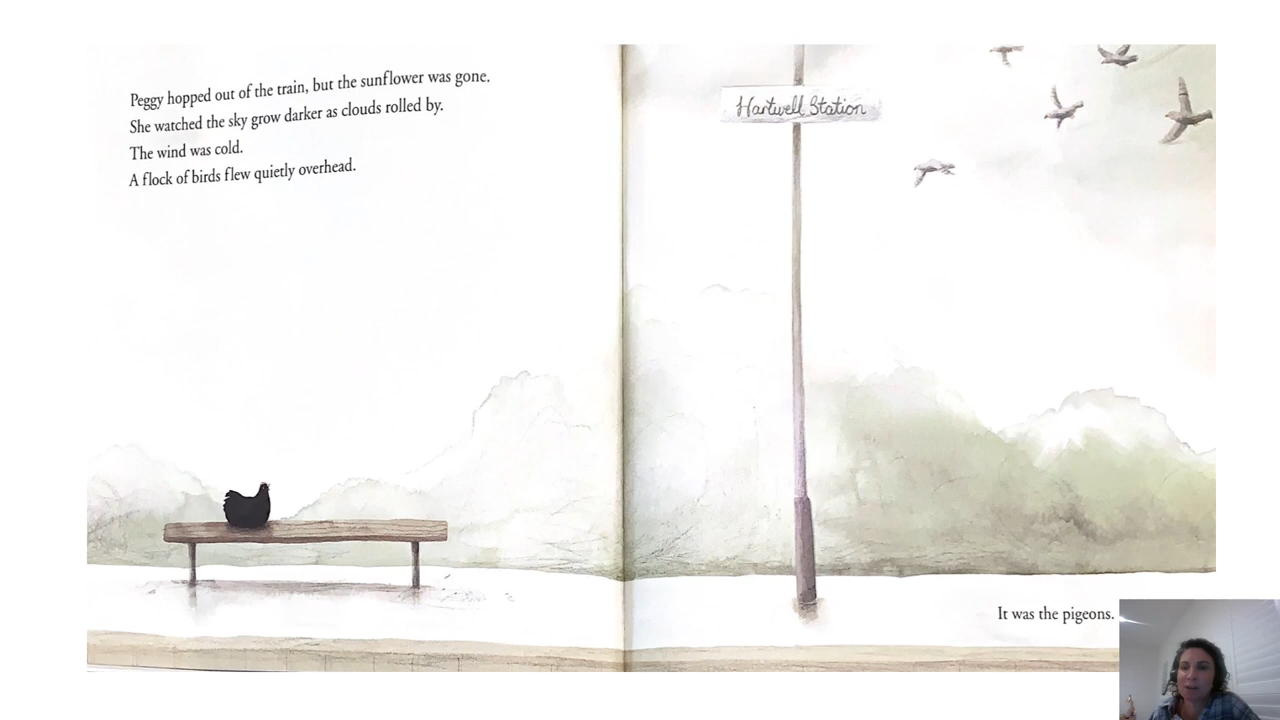 Peggy hopped out of the train, but the sunflower was gone.
She watched the sky grow darker as clouds rolled by.
The wind was cold.
A flock of birds flew quietly overhead.
Hartwell Station
It was the pigeons.